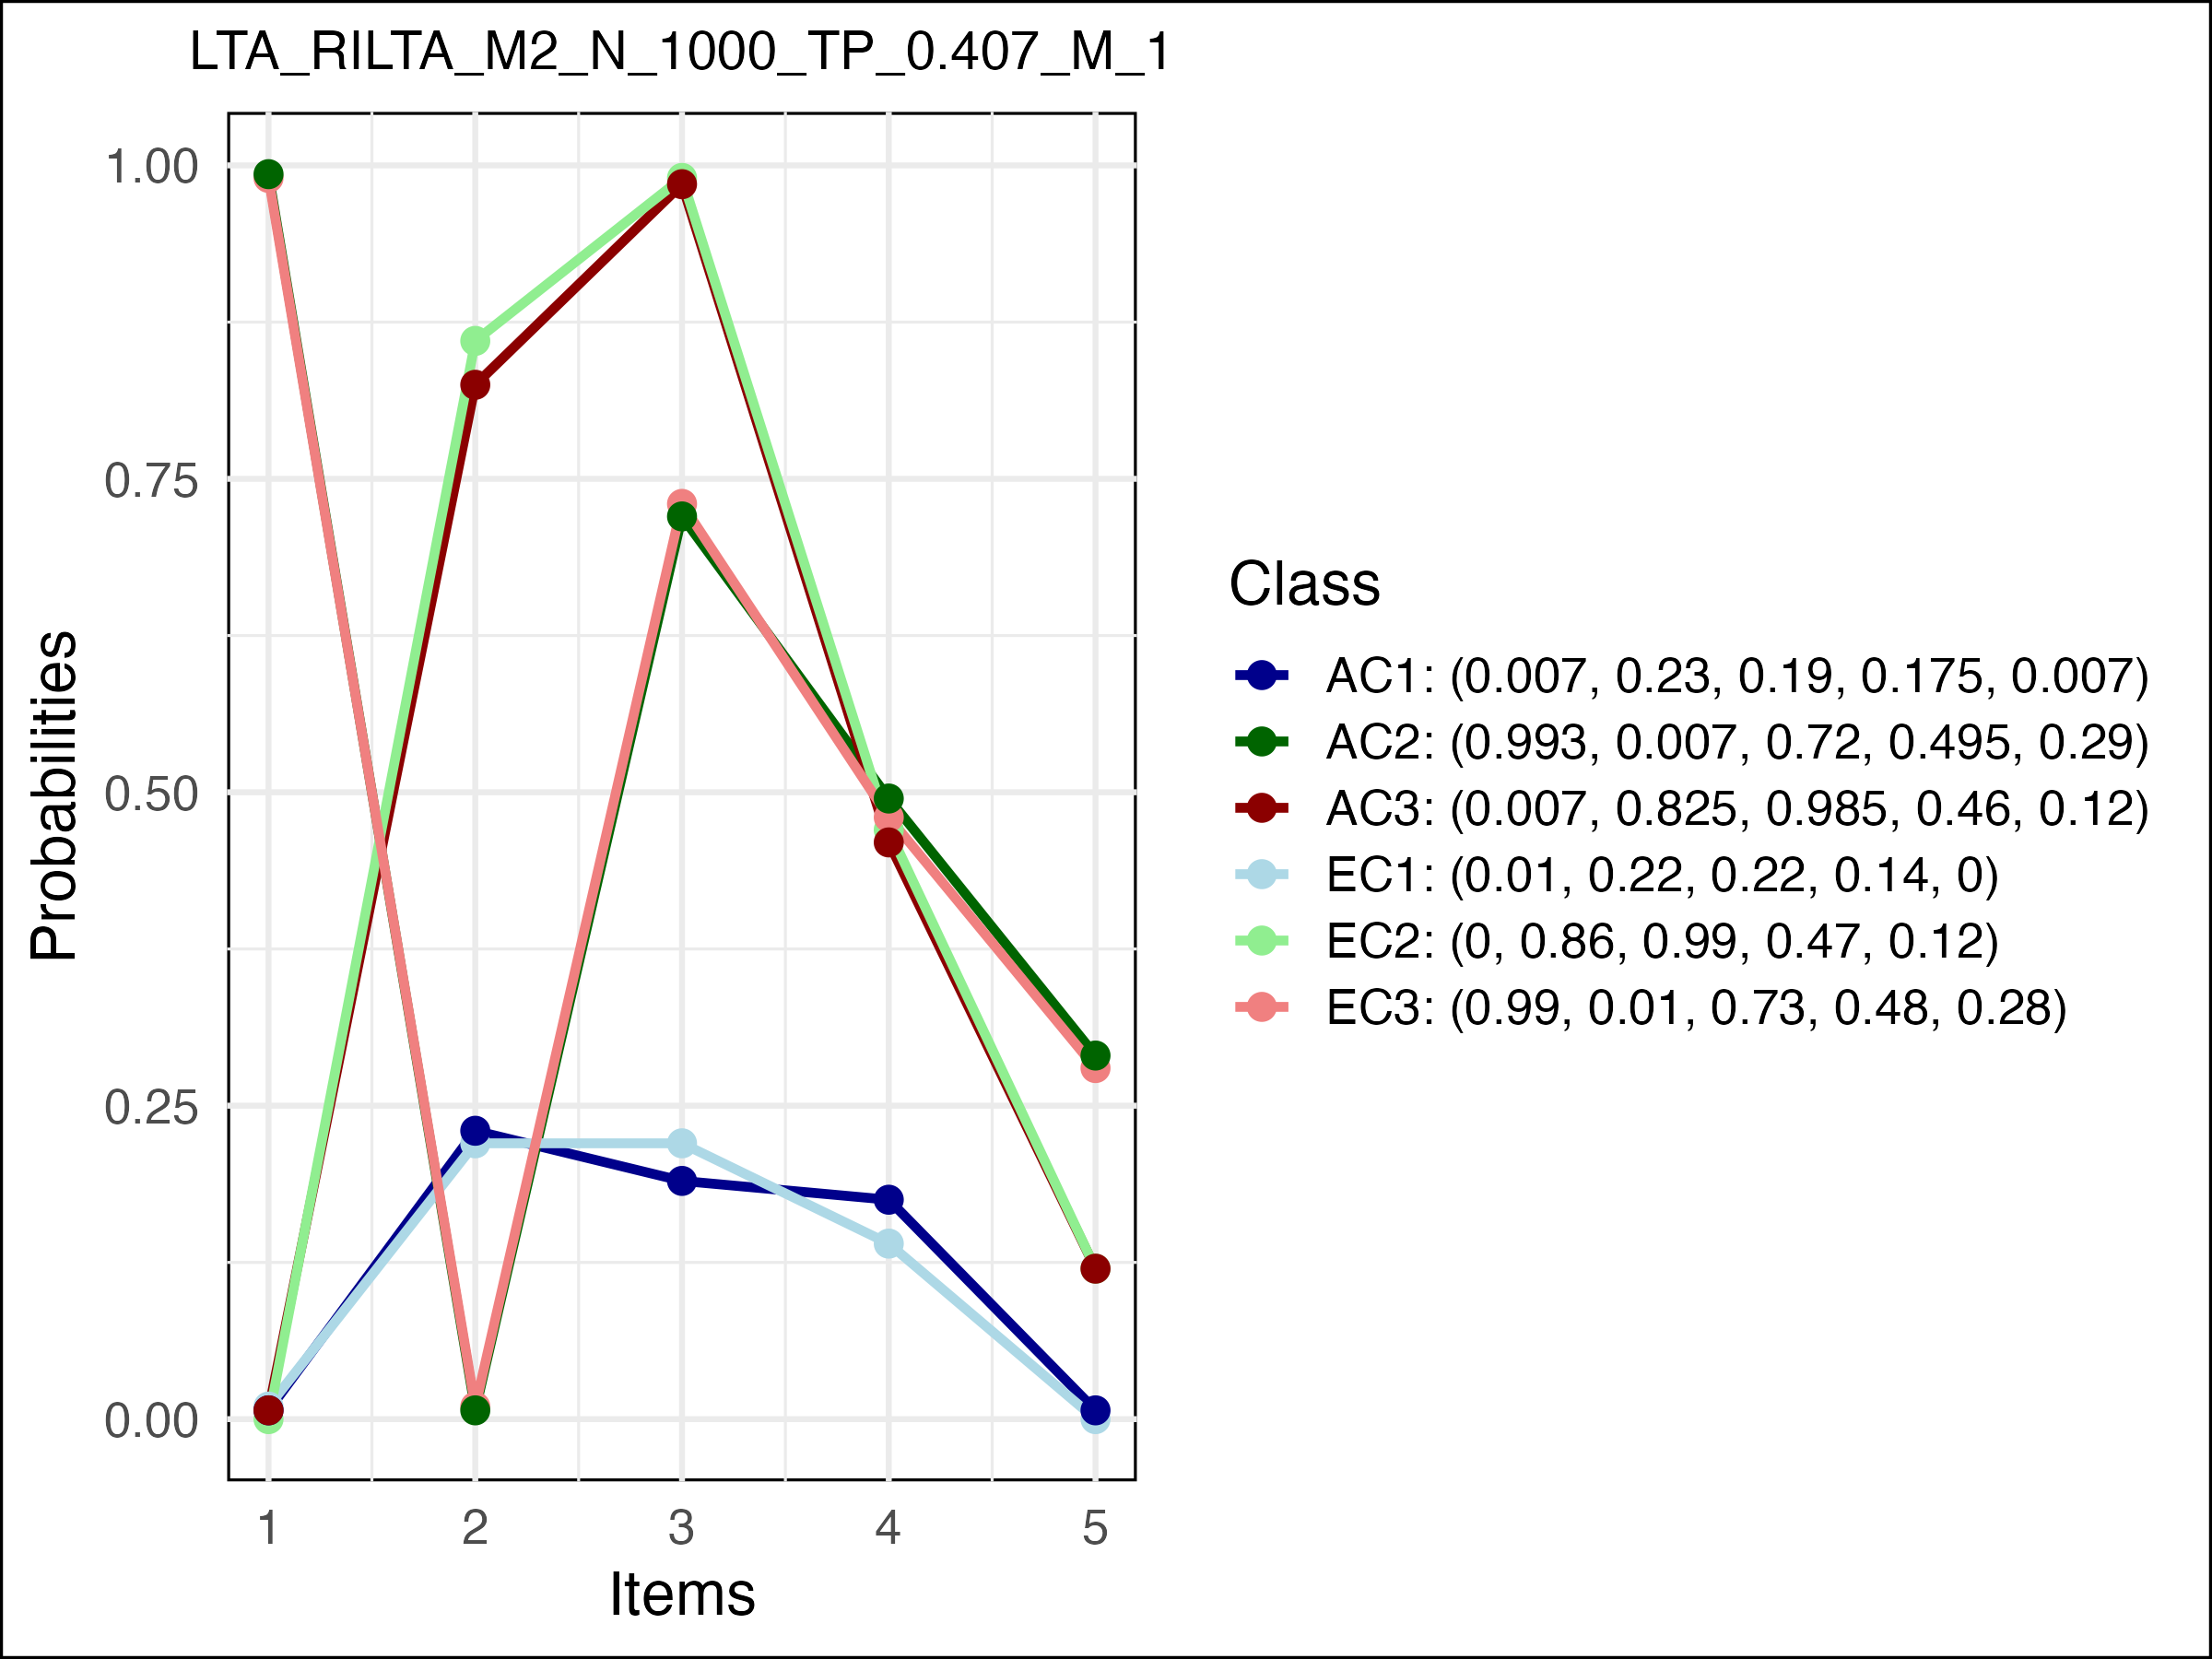 LTA_RILTA_M2_N_1000_TP_0.407_M_1
1.00
0.75
0.50
0.25
0.00
Probabilities
1 2 3 4 5
Items
Class
AC1: (0.007, 0.23, 0.19, 0.175, 0.007)
AC2: (0.993, 0.007, 0.72, 0.495, 0.29)
AC3: (0.007, 0.825, 0.985, 0.46, 0.12)
EC1: (0.01, 0.22, 0.22, 0.14, 0)
EC2: (0, 0.86, 0.99, 0.47, 0.12)
EC3: (0.99, 0.01, 0.73, 0.48, 0.28)